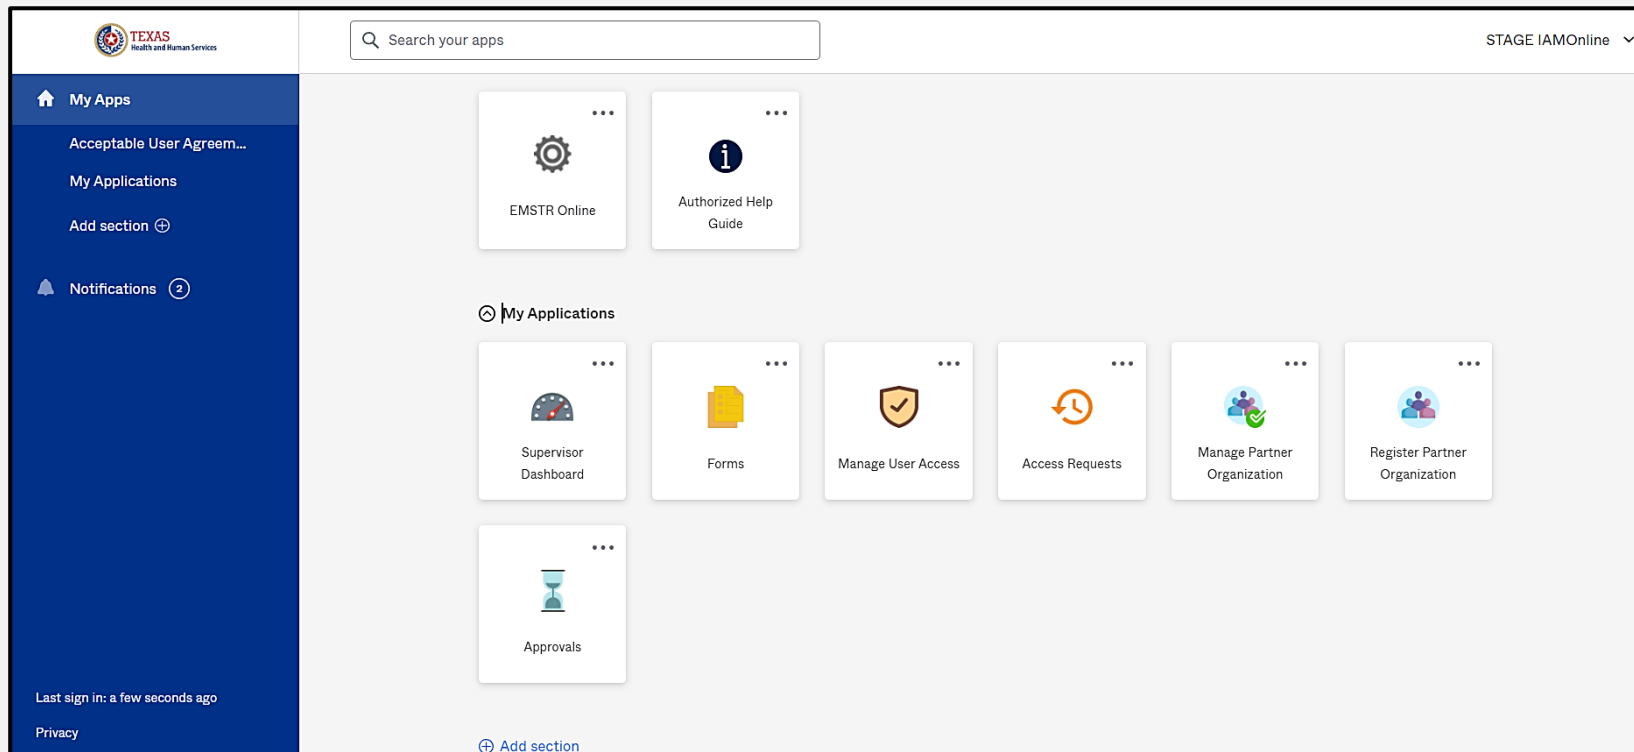 TEXAS
Health and Human Services
Search your apps
STAGE IAMOnline
My Apps
Acceptable User Agreem...
My Applications
Add section
Notifications 2
Last sign in: a few seconds ago
Privacy
EMSTR Online
Authorized Help
Guide
My Applications
Supervisor
Dashboard
Forms
Manage User Access
Access Requests
Manage Partner
Organization
Register Partner
Organization
Approvals
Add section